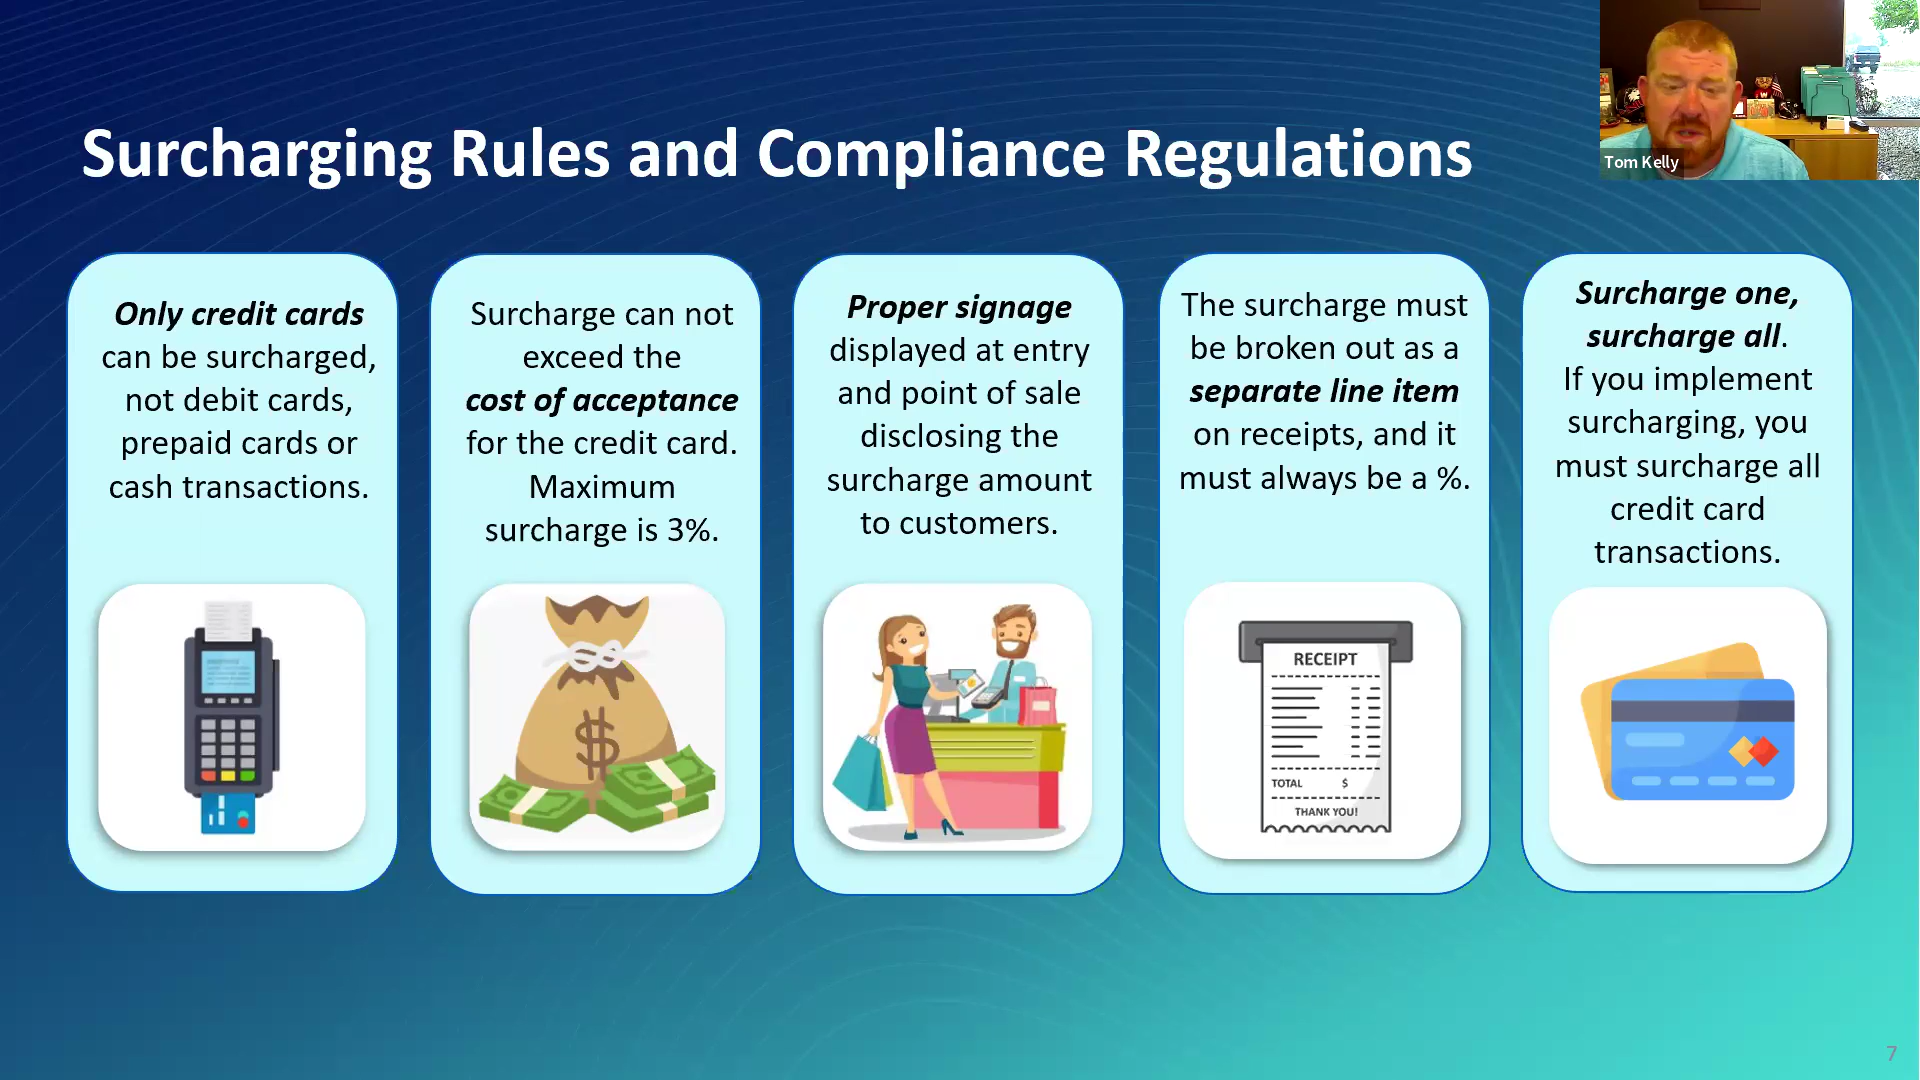 Surcharging Rules and Compliance Regulations
Tom Kelly
Only credit cards
can be surcharged,
not debit cards,
prepaid cards or
cash transactions.
Surcharge can not
exceed the
cost of acceptance
for the credit card.
Maximum
surcharge is 3%.
Proper signage
displayed at entry
and point of sale
disclosing the
surcharge amount
to customers.
The surcharge must
be broken out as a
separate line item
on receipts, and it
must always be a %.
Surcharge one,
surcharge all.
If you implement
surcharging, you
must surcharge all
credit card
transactions.
$
RECEIPT
TOTAL $
THANK YOU!
7